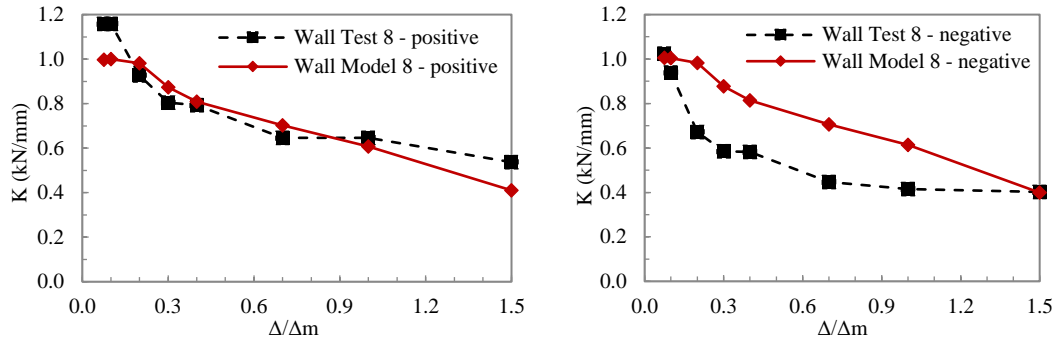 1.2
1.0
0.8
0.6
0.4
0.2
0.0
K (kN/mm)
Wall Test 8 - positive
Wall Model 8 - positive
0.0 0.3 0.6 0.9 1.2 1.5
Δ/Δm
1.2
1.0
0.8
0.6
0.4
0.2
0.0
K (kN/mm)
Wall Test 8 - negative
Wall Model 8 - negative
0.0 0.3 0.6 0.9 1.2 1.5
Δ/Δm